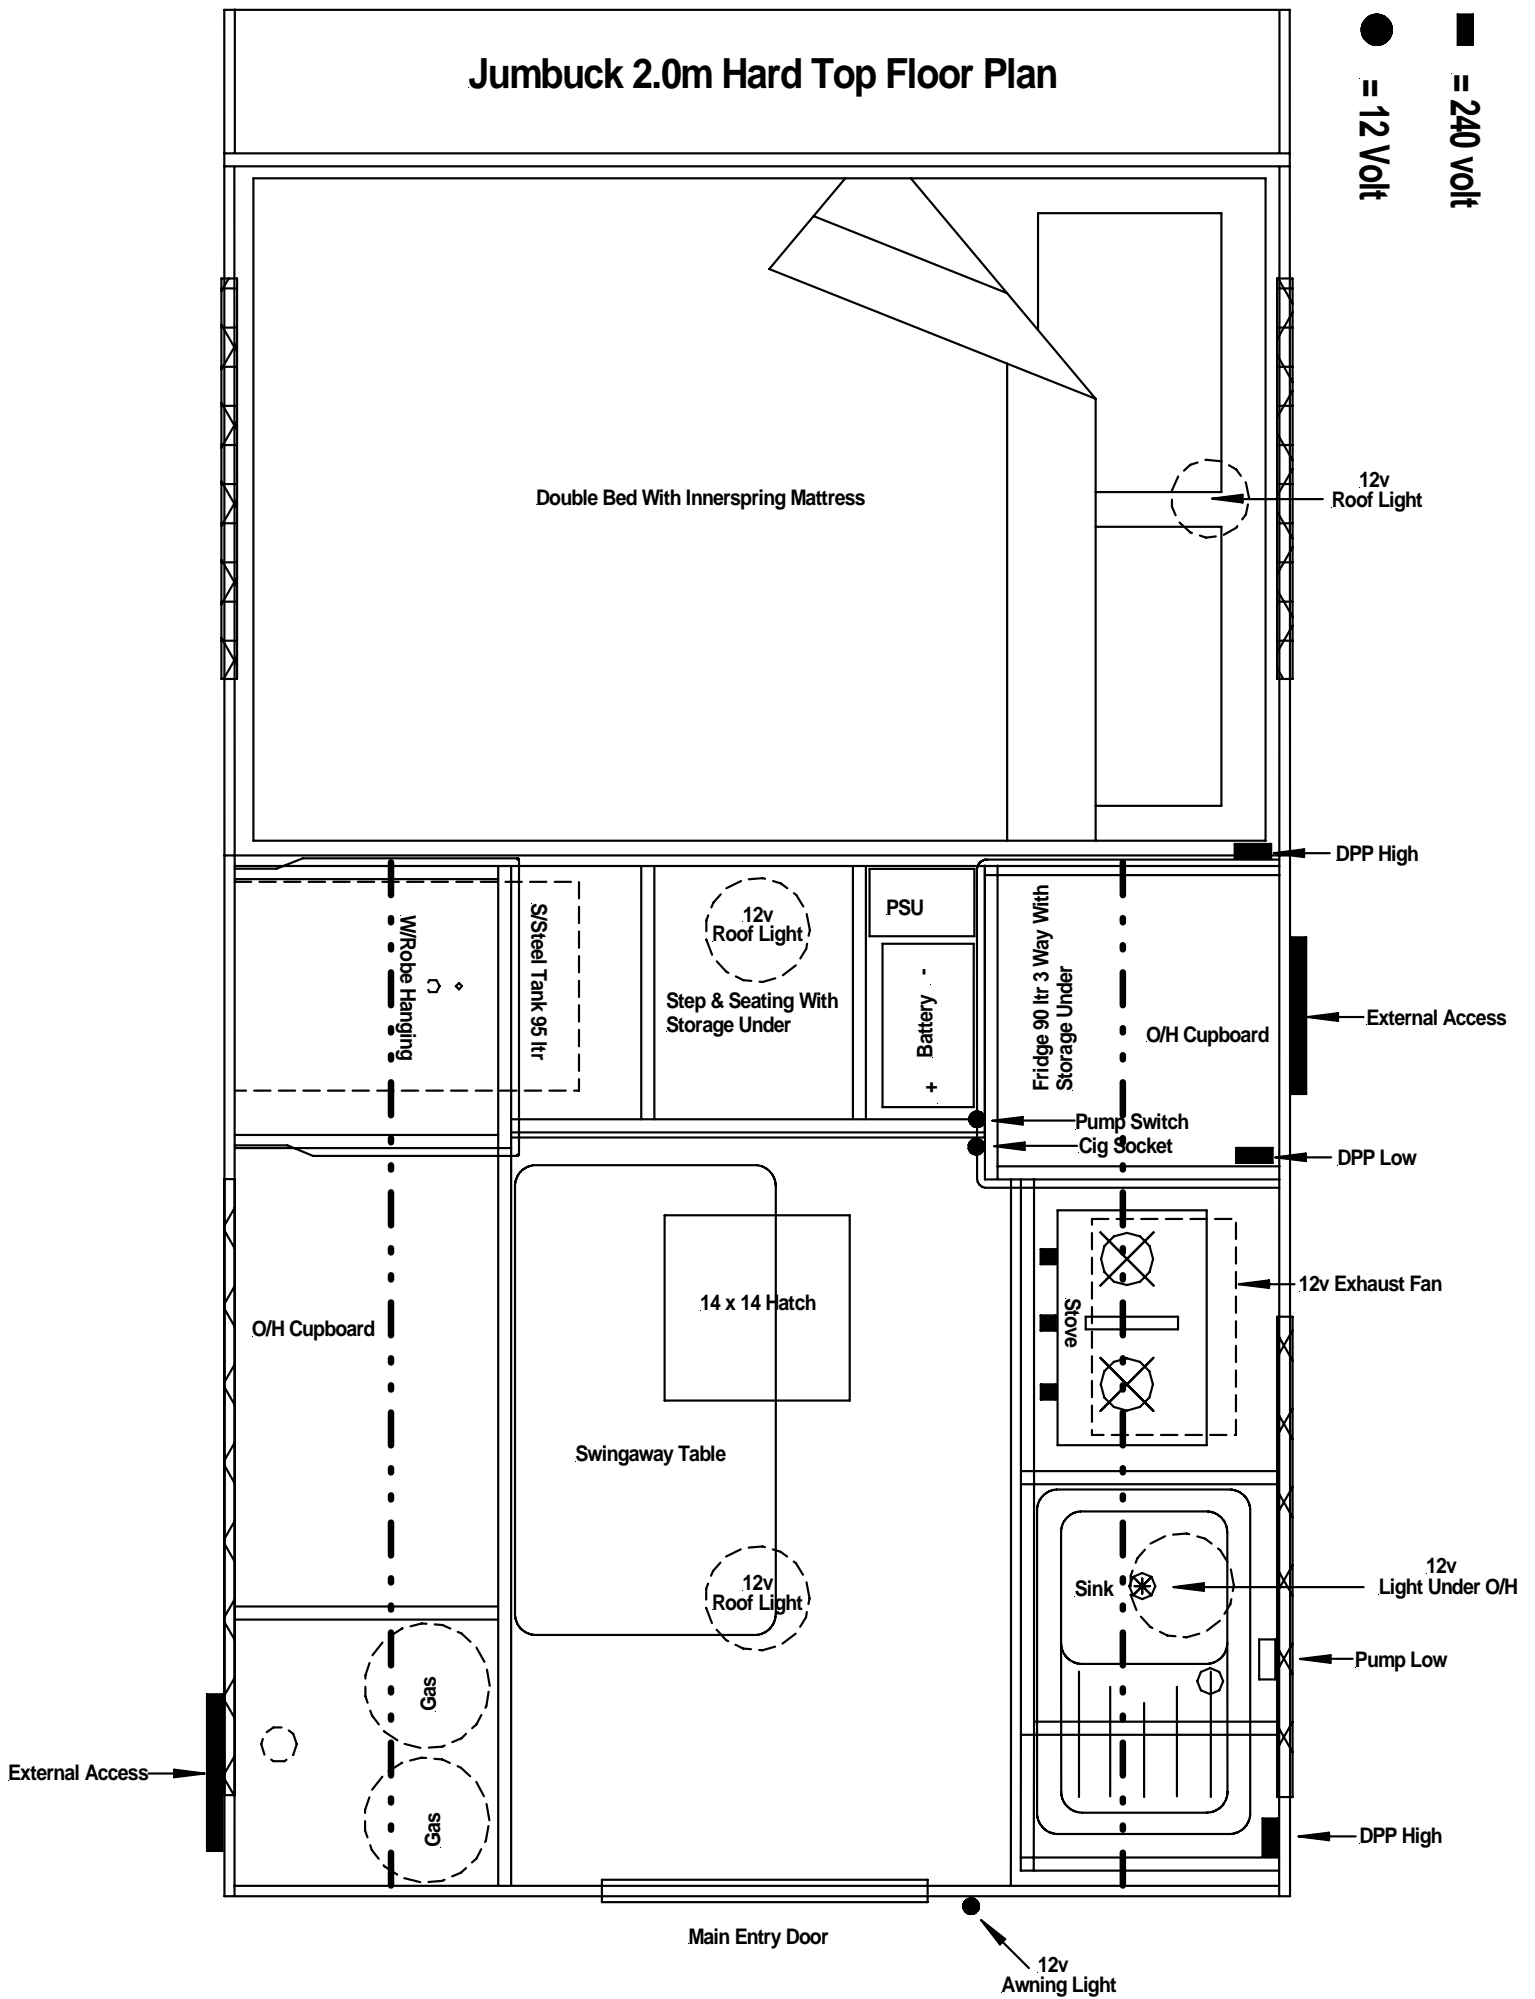 Jumbuck 2.0m Hard Top Floor Plan
= 240 volt
= 12 Volt
Double Bed With Innerspring Mattress
12v
Roof Light
DPP High
W/Robe Hanging
S/Steel Tank 95 ltr
12v
Roof Light
Step & Seating With
Storage Under
PSU
+ Battery -
Fridge 90 ltr 3 Way With
Storage Under
O/H Cupboard
External Access
Pump Switch
Cig Socket
DPP Low
O/H Cupboard
14 x 14 Hatch
Stove
12v Exhaust Fan
Swingaway Table
12v
Roof Light
Sink
12v
Light Under O/H
Pump Low
Gas
External Access
Gas
DPP High
Main Entry Door
12v
Awning Light